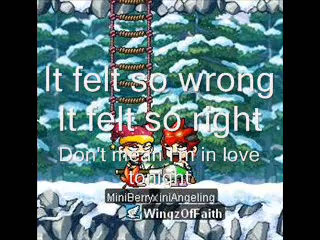 It felt so wrong
It felt so right
Don't mean I'm in love
tonight
MiniBerryxiniAngeling
WingzOfFaith